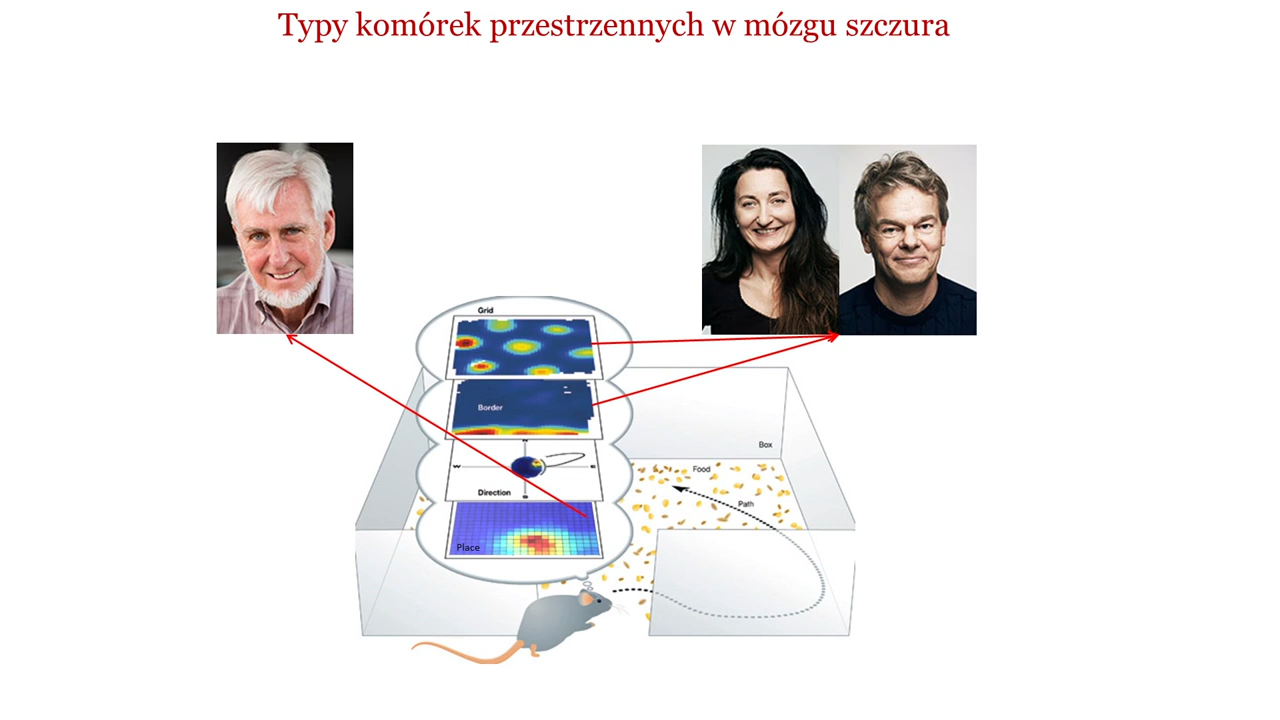 Typy komórek przestrzennych w mózgu szczura
Grid
Border
Box
N
W
E
S
Food
Direction
Path
Place